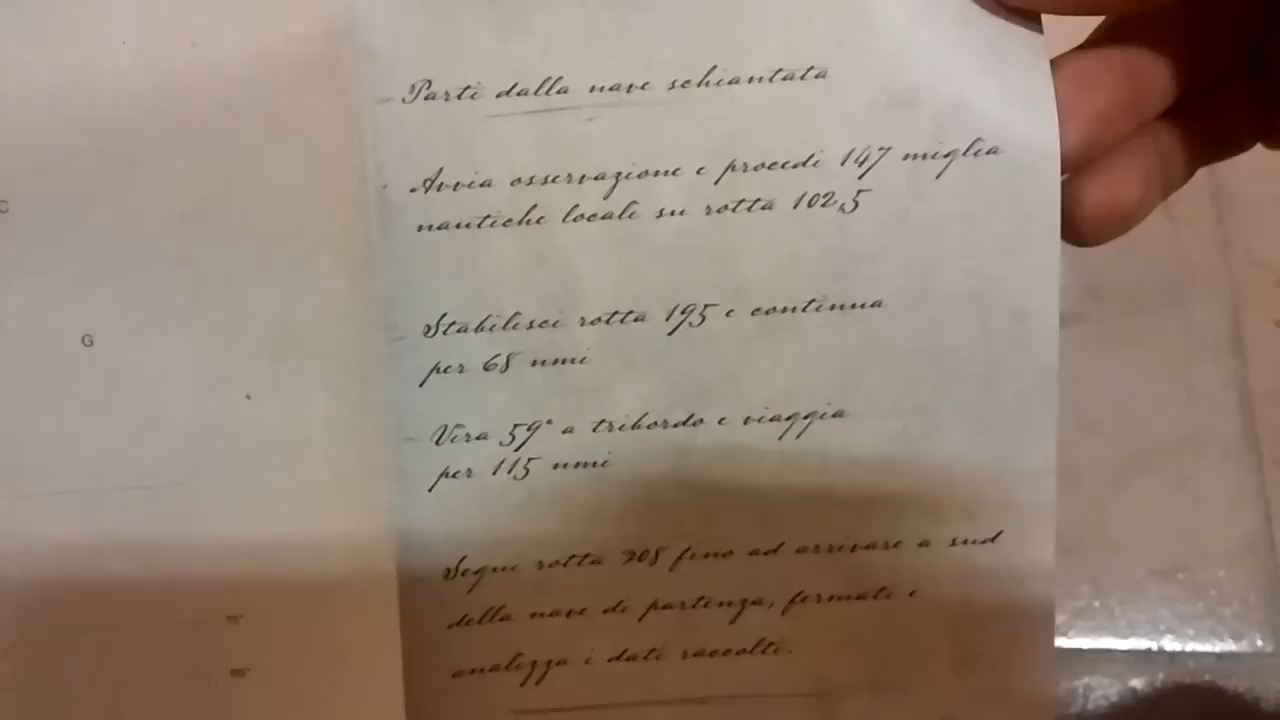 Parti dalla nave schiantata
Avvia osservazione e procedi 147 miglia
nautiche locali su rotta 102,5
Stabilisci rotta 195 e continua
per 68 nmi
Vira 59° a tribordo e viaggia
per 115 nmi
Segui rotta 308 fino ad arrivare a sud
della nave di partenza, fermati e
analizza i dati raccolti.
C
G